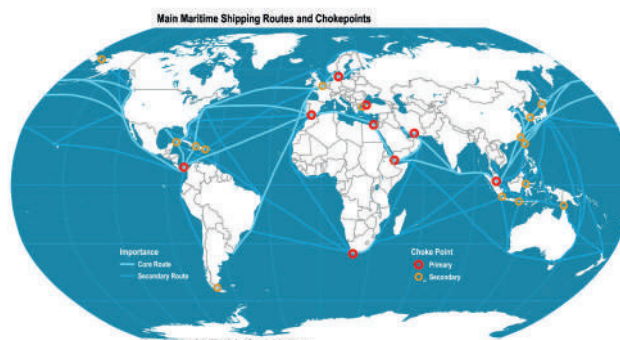 Main Maritime Shipping Routes and Chokepoints
Importance
Core Route
Secondary Route
Choke Point
Primary
Secondary